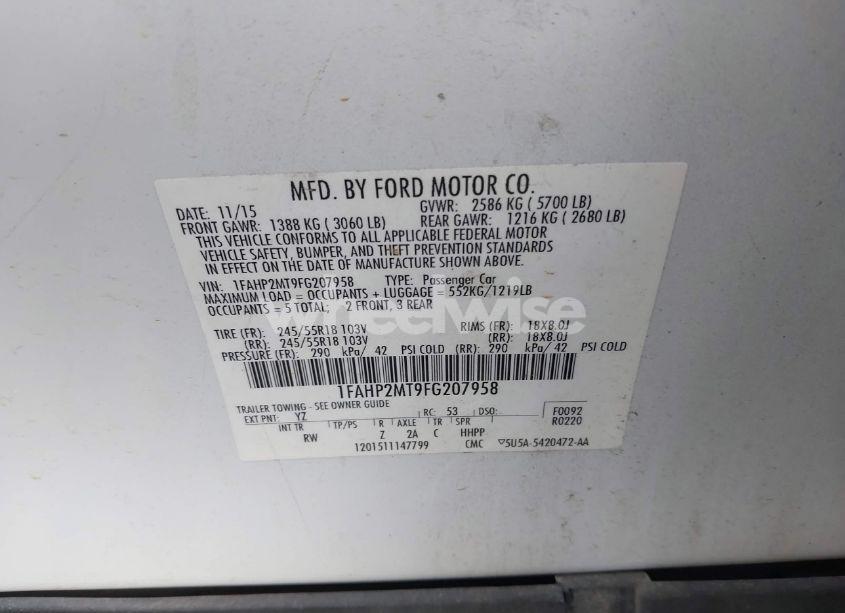 MFD. BY FORD MOTOR CO.
DATE: 11/15 GVWR: 2586 KG ( 5700 LB)
FRONT GAWR: 1388 KG ( 3060 LB) REAR GAWR: 1216 KG ( 2680 LB)
THIS VEHICLE CONFORMS TO ALL APPLICABLE FEDERAL MOTOR
VEHICLE SAFETY, BUMPER, AND THEFT PREVENTION STANDARDS
IN EFFECT ON THE DATE OF MANUFACTURE SHOWN ABOVE.
VIN: 1FAHP2MT9FG207958 TYPE: Passenger Car
MAXIMUM LOAD = OCCUPANTS + LUGGAGE = 552KG/1219LB
OCCUPANTS = 5 TOTAL; 2 FRONT, 3 REAR
wheelwise
TIRE (FR): 245/55R18 103V RIMS (FR): 18X8.0J
(RR): 245/55R18 103V (RR): 18X8.0J
PRESSURE (FR): 290 kPa/ 42 PSI COLD (RR): 290 kPa/ 42 PSI COLD
1FAHP2MT9FG207958
TRAILER TOWING - SEE OWNER GUIDE
EXT PNT: YZ RC: 53 DSO: F0092
R0220
INT TR TP/PS R AXLE TR SPR
RW Z 2A C HHPP
1201511147799 CMC ▽5U5A-5420472-AA